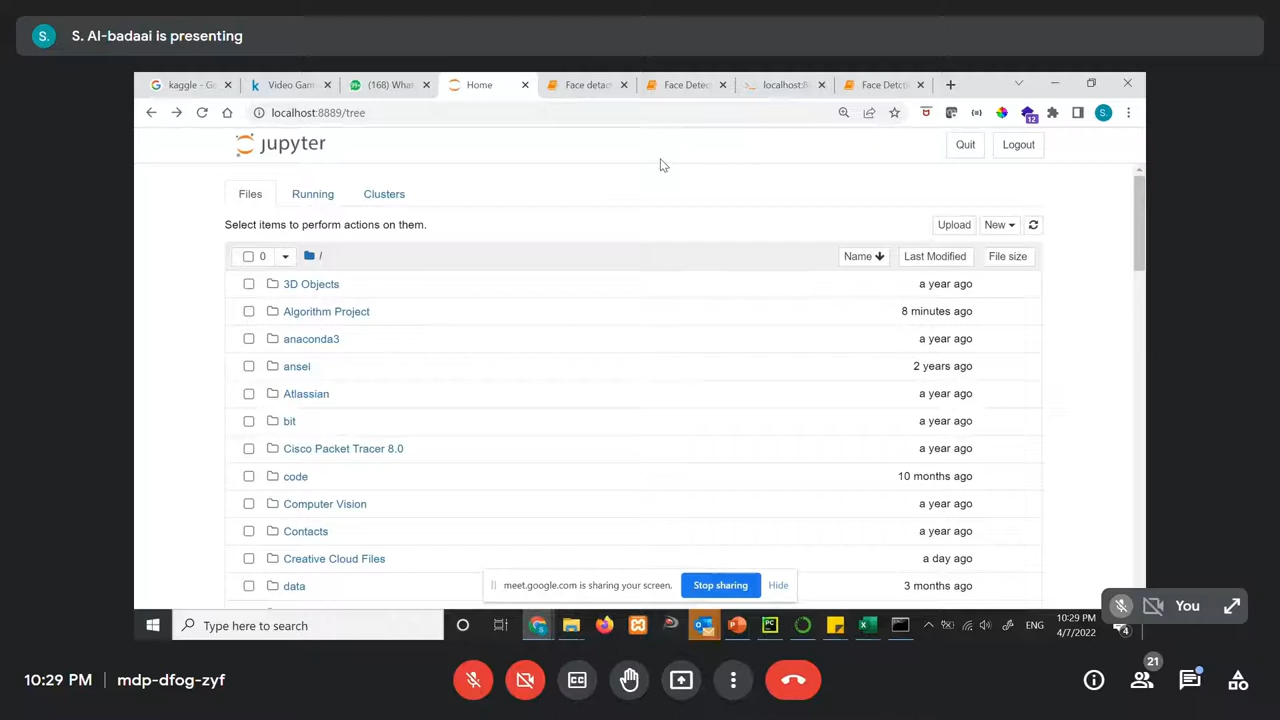 S. S. Al-badaai is presenting
kaggle - Go Video Gam (168) What Home Face detac Face Detec localhost:8 Face Detcti
localhost:8889/tree
12 S.
jupyter Quit Logout
Files Running Clusters
Select items to perform actions on them. Upload New
0 / Name Last Modified File size
3D Objects a year ago
Algorithm Project 8 minutes ago
anaconda3 a year ago
ansel 2 years ago
Atlassian a year ago
bit a year ago
Cisco Packet Tracer 8.0 a year ago
code 10 months ago
Computer Vision a year ago
Contacts a year ago
Creative Cloud Files a day ago
data 3 months ago
meet.google.com is sharing your screen. Stop sharing Hide
You
Type here to search ENG 10:29 PM
4/7/2022 4
10:29 PM mdp-dfog-zyf 21